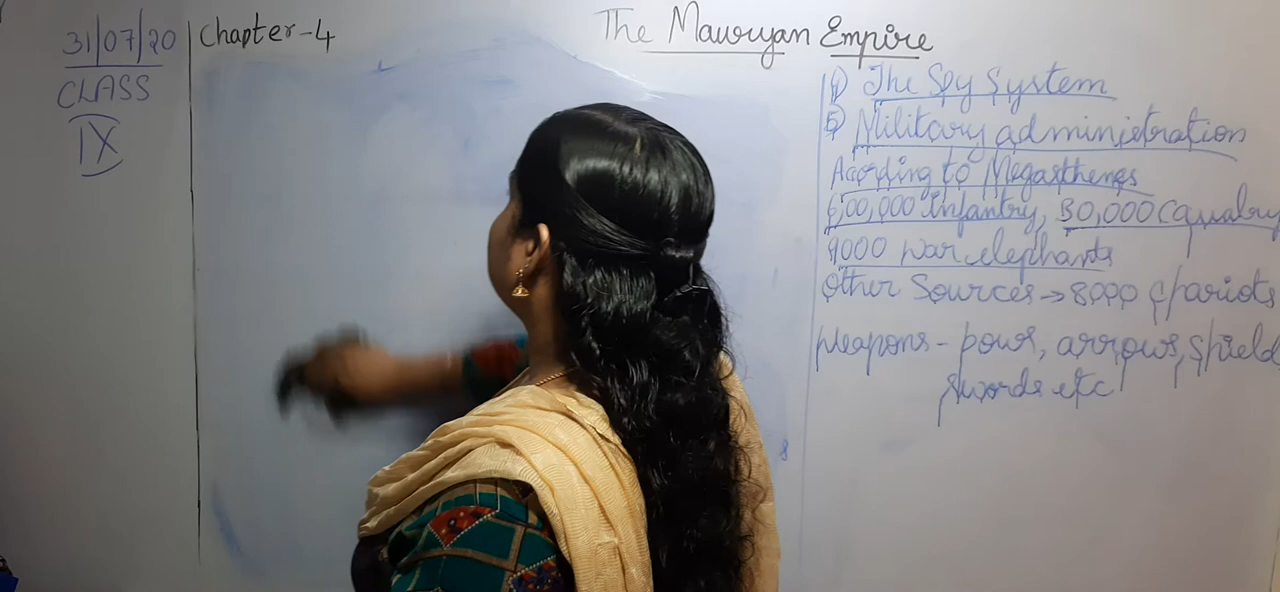 31/07/20
CLASS
IX
Chapter-4
The Mauryan Empire
4) The Spy System
5) Military administration
Acording to Megasthenes
6,00,000 Infantry, 30,000 Cavalry
9000 war elephants
Other Sources → 8000 Chariots
Weapons - bows, arrows, shield
swords etc